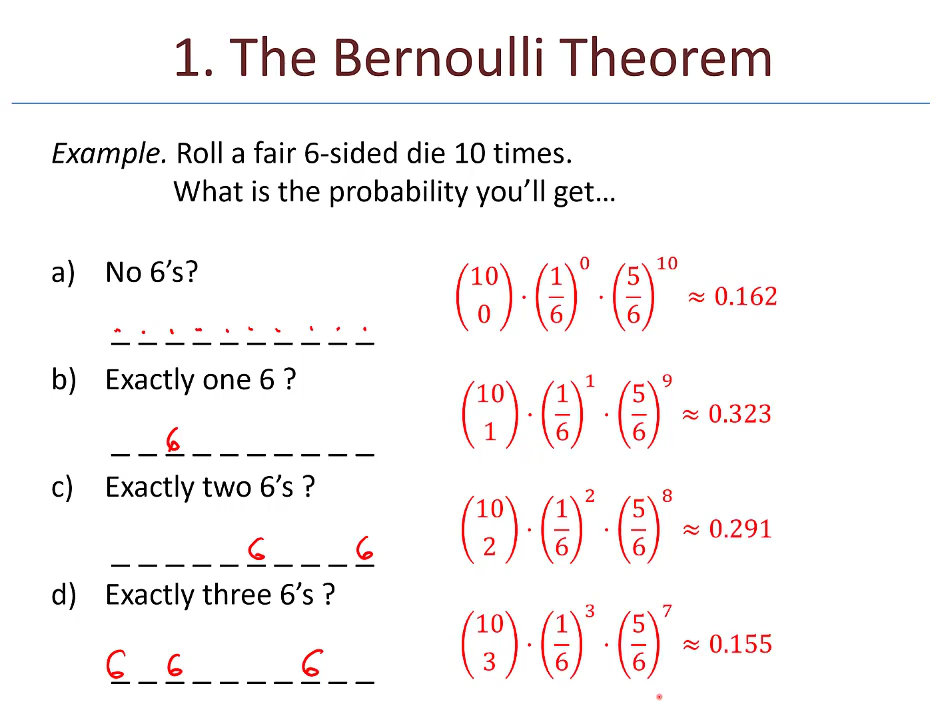 1. The Bernoulli Theorem
Example. Roll a fair 6-sided die 10 times.
What is the probability you’ll get…
a) No 6’s? (10 0) · (1/6)^0 · (5/6)^10 ≈ 0.162
_ _ _ _ _ _ _ _ _ _
b) Exactly one 6 ? (10 1) · (1/6)^1 · (5/6)^9 ≈ 0.323
_ _ 6 _ _ _ _ _ _ _
c) Exactly two 6’s ? (10 2) · (1/6)^2 · (5/6)^8 ≈ 0.291
_ _ _ _ _ 6 _ _ _ 6
d) Exactly three 6’s ? (10 3) · (1/6)^3 · (5/6)^7 ≈ 0.155
6 _ 6 _ _ _ _ 6 _ _